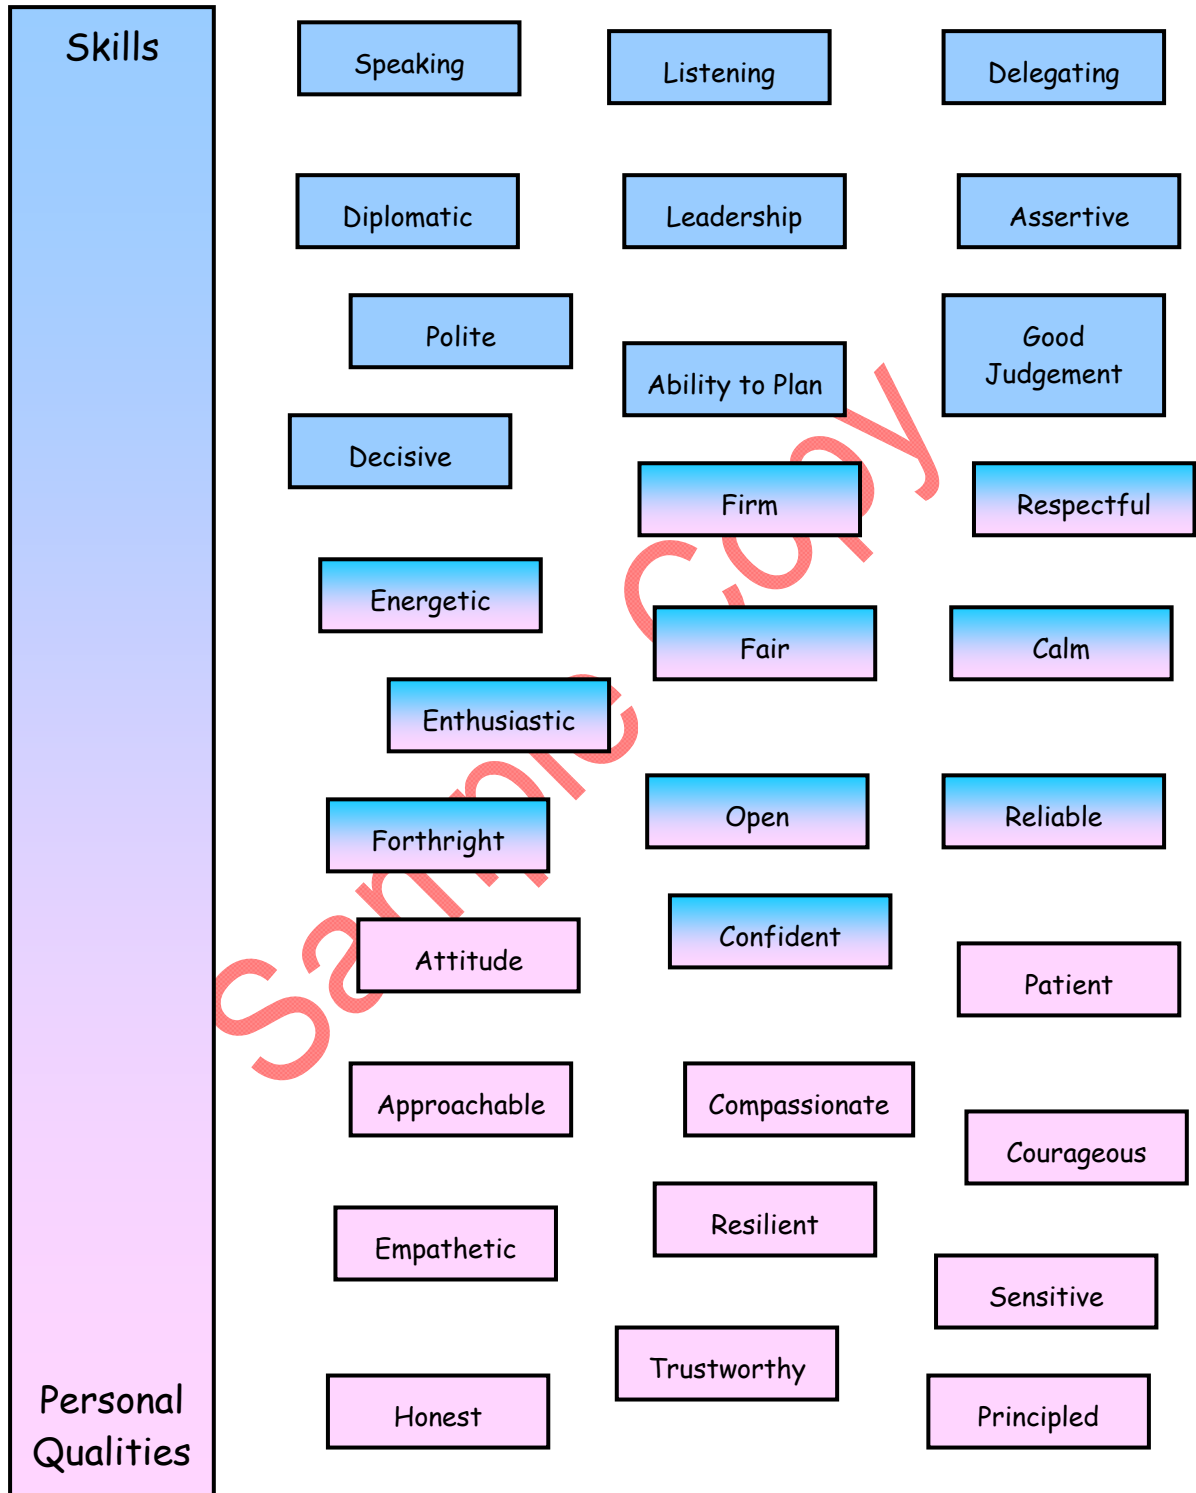 Skills
Speaking
Listening
Delegating
Diplomatic
Leadership
Assertive
Polite
Ability to Plan
Good
Judgement
Decisive
Firm
Respectful
Energetic
Fair
Calm
Enthusiastic
Forthright
Open
Reliable
Attitude
Confident
Patient
Approachable
Compassionate
Courageous
Empathetic
Resilient
Sensitive
Trustworthy
Honest
Principled
Personal
Qualities
Sample Copy